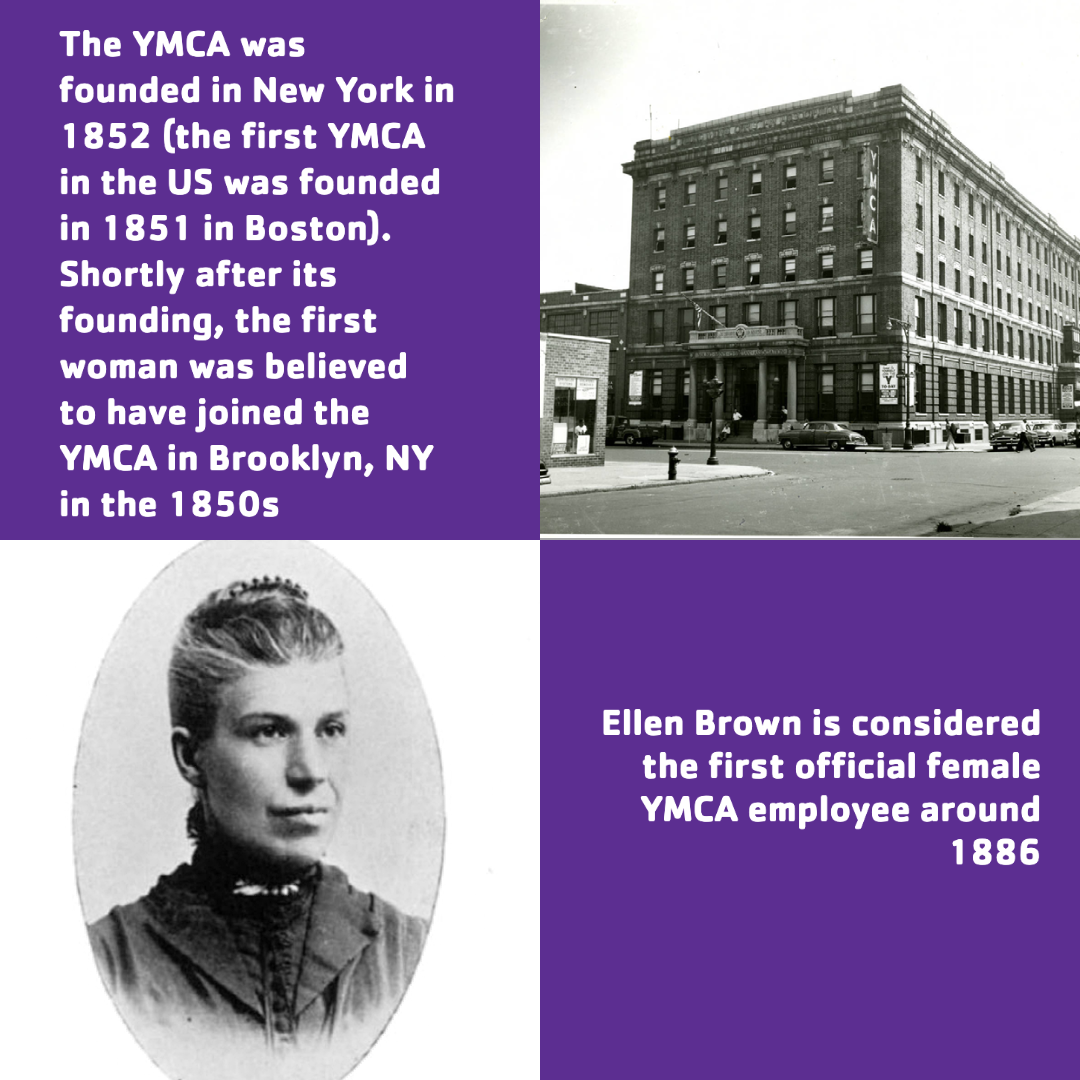 The YMCA was
founded in New York in
1852 (the first YMCA
in the US was founded
in 1851 in Boston).
Shortly after its
founding, the first
woman was believed
to have joined the
YMCA in Brooklyn, NY
in the 1850s
YMCA
Ellen Brown is considered
the first official female
YMCA employee around
1886